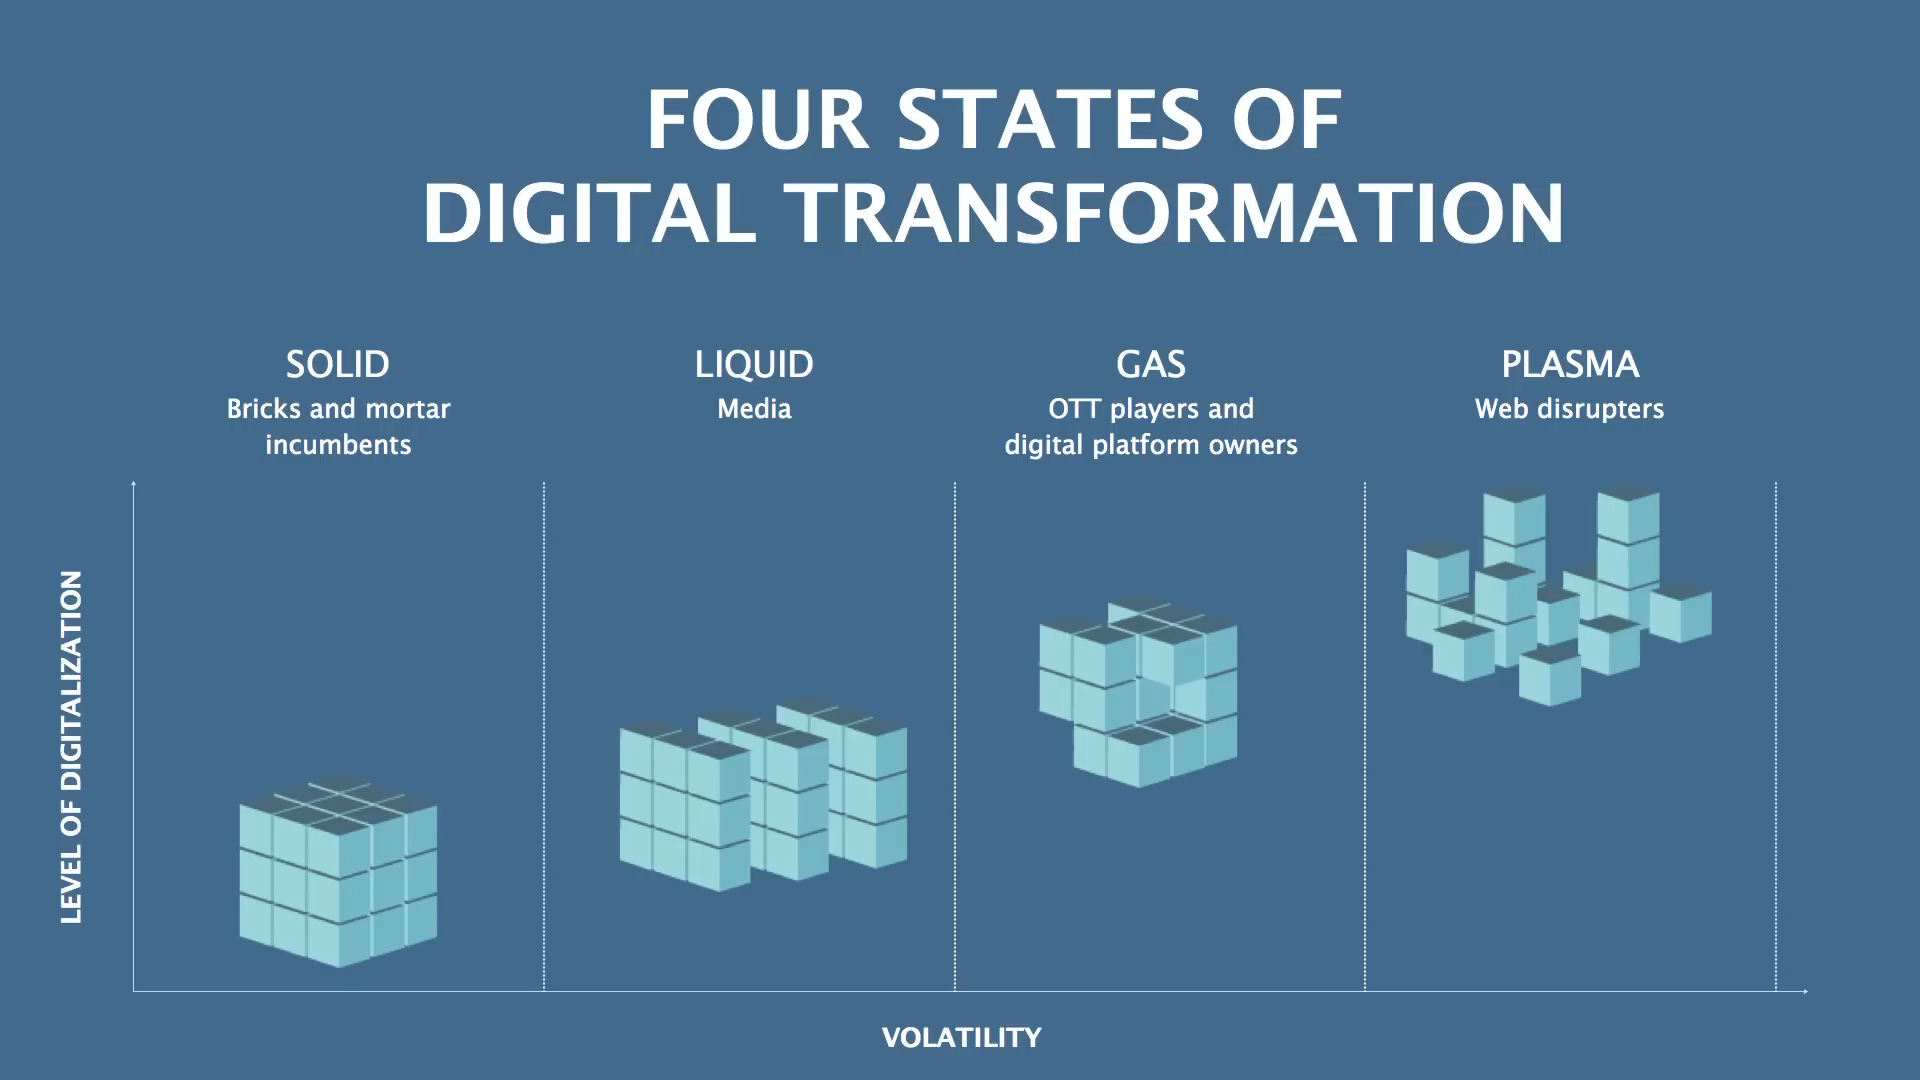 FOUR STATES OF
DIGITAL TRANSFORMATION
SOLID
Bricks and mortar
incumbents
LIQUID
Media
GAS
OTT players and
digital platform owners
PLASMA
Web disrupters
LEVEL OF DIGITALIZATION
VOLATILITY